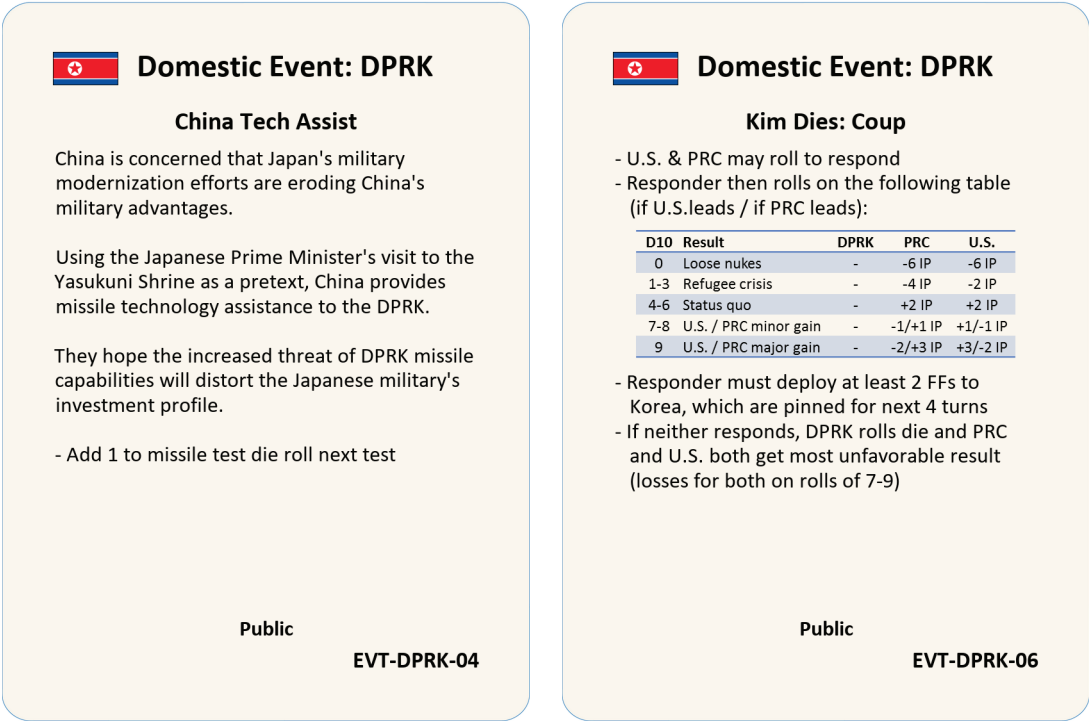 Domestic Event: DPRK
China Tech Assist
China is concerned that Japan's military
modernization efforts are eroding China's
military advantages.
Using the Japanese Prime Minister's visit to the
Yasukuni Shrine as a pretext, China provides
missile technology assistance to the DPRK.
They hope the increased threat of DPRK missile
capabilities will distort the Japanese military's
investment profile.
- Add 1 to missile test die roll next test
Public
EVT-DPRK-04
Domestic Event: DPRK
Kim Dies: Coup
- U.S. & PRC may roll to respond
- Responder then rolls on the following table
(if U.S.leads / if PRC leads):
D10 Result DPRK PRC U.S.
0 Loose nukes - -6 IP -6 IP
1-3 Refugee crisis - -4 IP -2 IP
4-6 Status quo - +2 IP +2 IP
7-8 U.S. / PRC minor gain - -1/+1 IP +1/-1 IP
9 U.S. / PRC major gain - -2/+3 IP +3/-2 IP
- Responder must deploy at least 2 FFs to
Korea, which are pinned for next 4 turns
- If neither responds, DPRK rolls die and PRC
and U.S. both get most unfavorable result
(losses for both on rolls of 7-9)
Public
EVT-DPRK-06